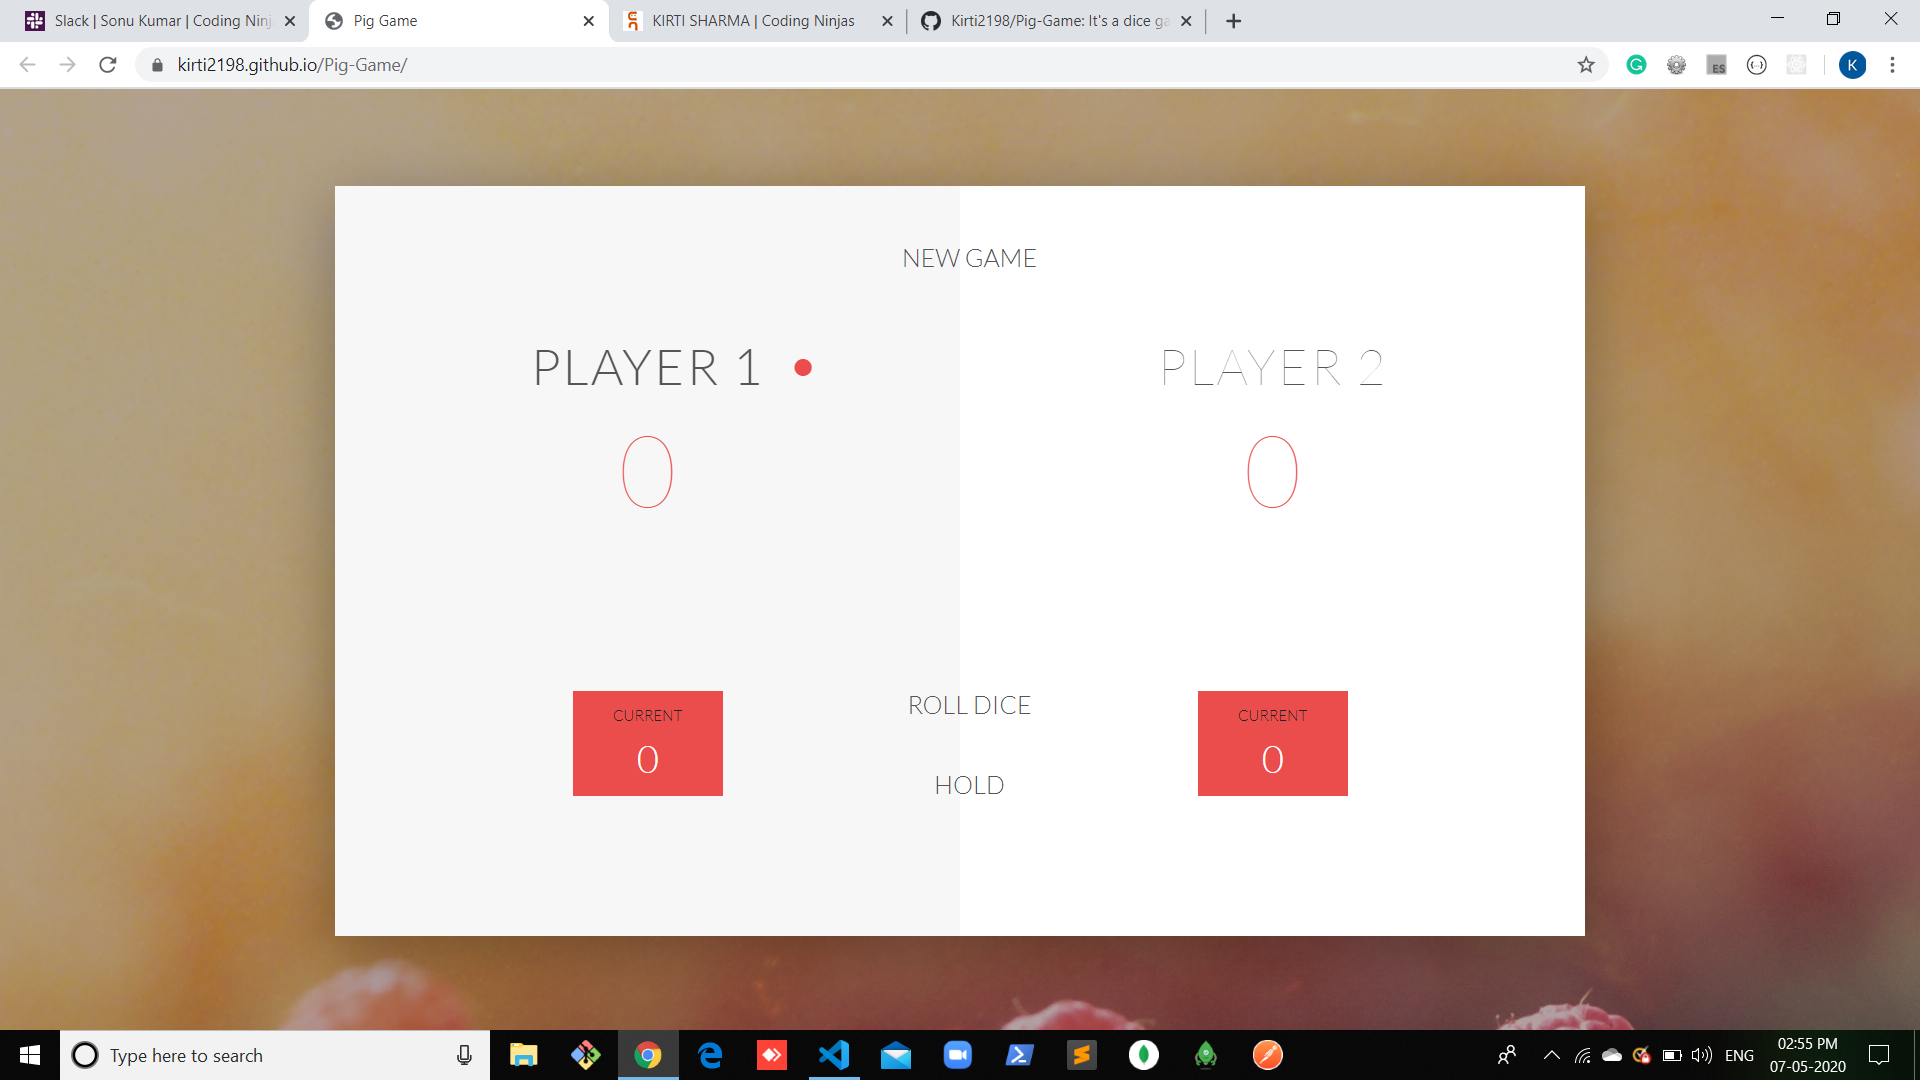 Slack | Sonu Kumar | Coding Ninj
Pig Game
KIRTI SHARMA | Coding Ninjas
Kirti2198/Pig-Game: It's a dice ga
kirti2198.github.io/Pig-Game/
ES
K
NEW GAME
PLAYER 1
PLAYER 2
0
0
CURRENT
0
ROLL DICE
HOLD
CURRENT
0
Type here to search
ENG
02:55 PM
07-05-2020